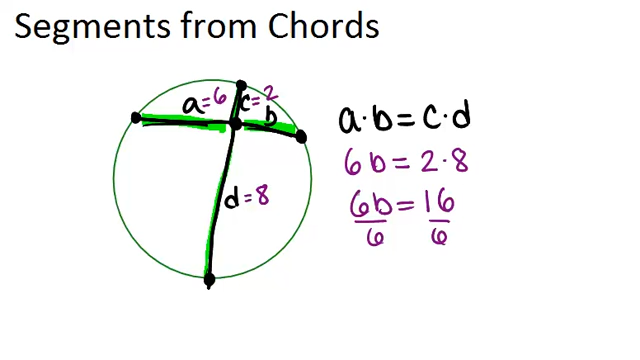 Segments from Chords
a=6
c=2
b
d=8
a·b=c·d
6b=2·8
6b=16
6 6